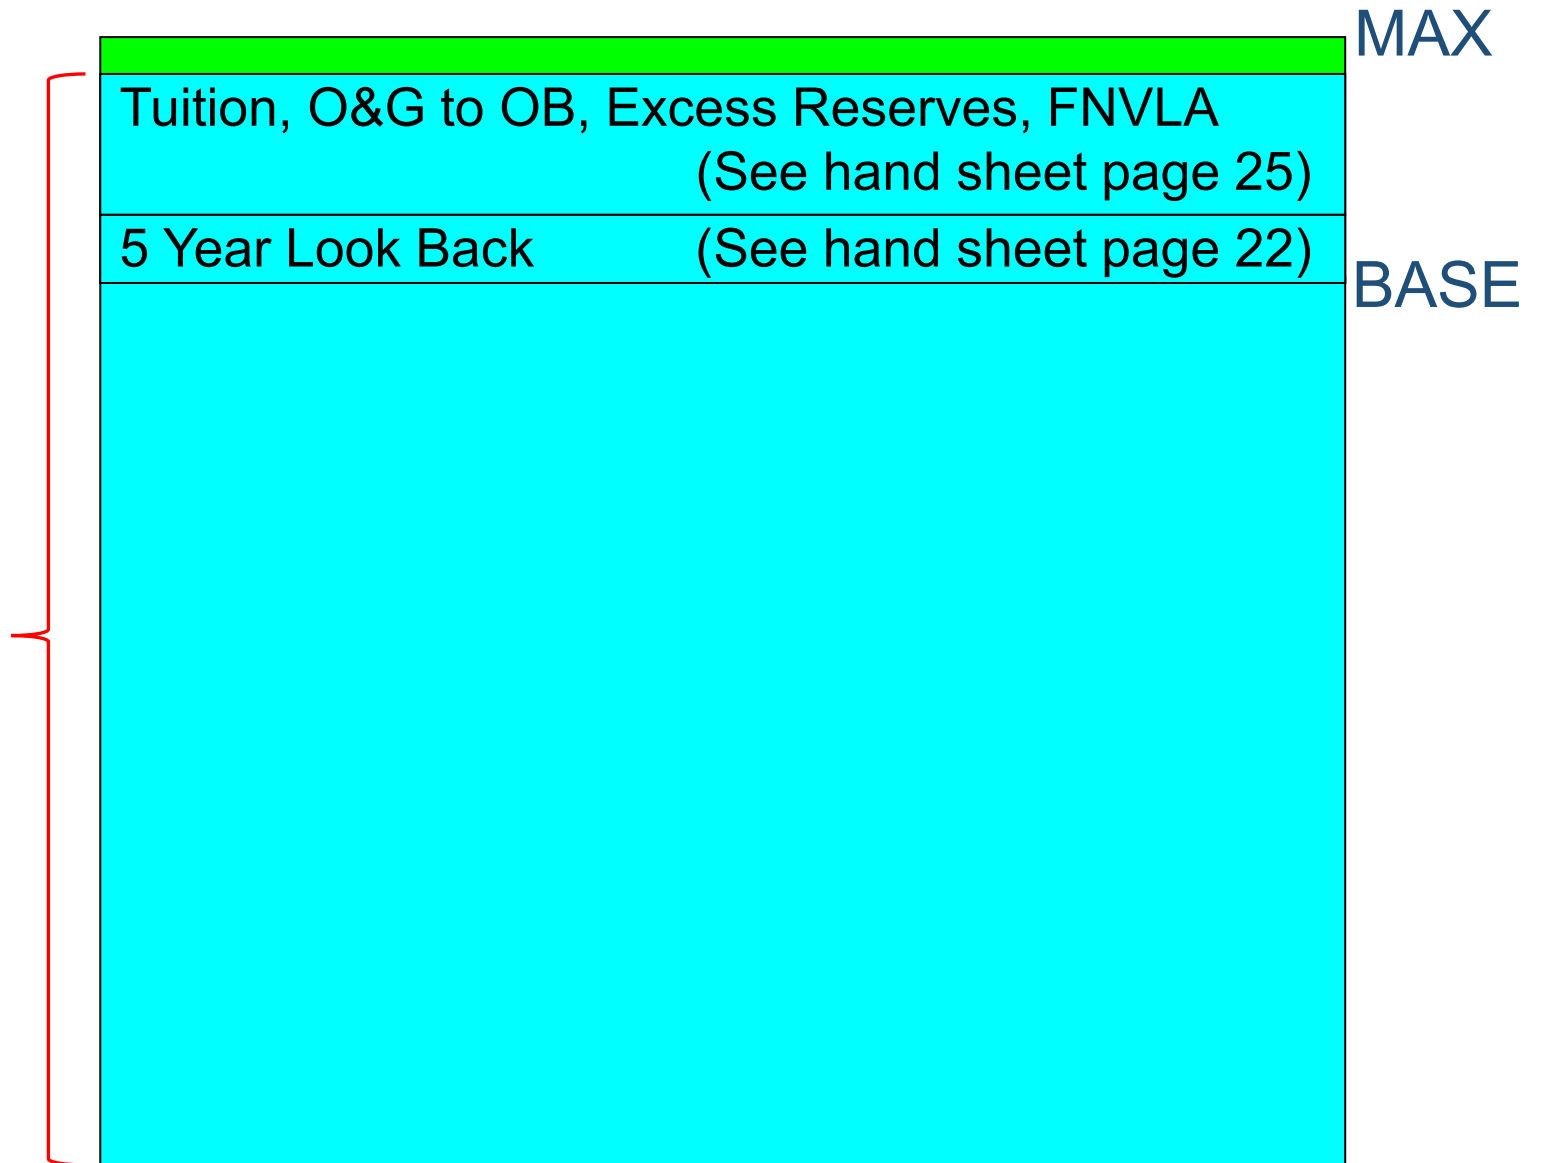 MAX
Tuition, O&G to OB, Excess Reserves, FNVLA
(See hand sheet page 25)
5 Year Look Back (See hand sheet page 22)
BASE